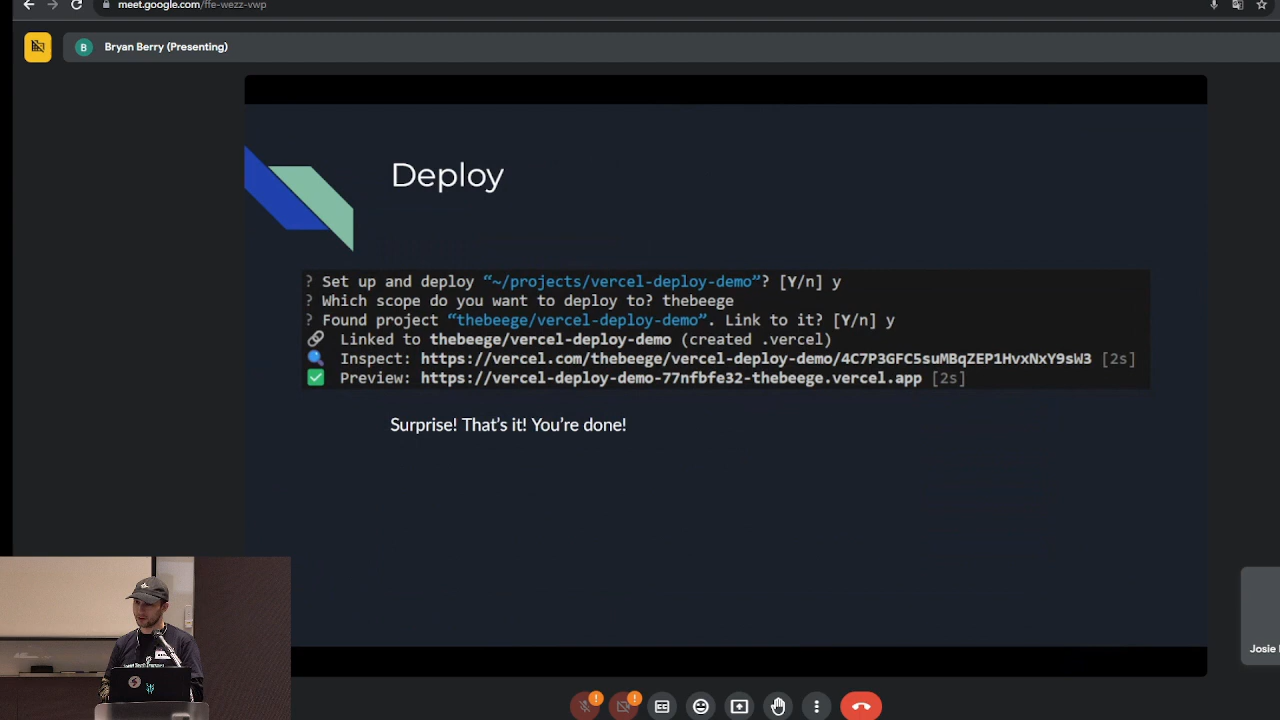 meet.google.com/ffe-wezz-vwp
B Bryan Berry (Presenting)
Deploy
? Set up and deploy “~/projects/vercel-deploy-demo”? [Y/n] y
? Which scope do you want to deploy to? thebeege
? Found project “thebeege/vercel-deploy-demo”. Link to it? [Y/n] y
Linked to thebeege/vercel-deploy-demo (created .vercel)
Inspect: https://vercel.com/thebeege/vercel-deploy-demo/4C7P3GFC5suMBqZEP1HvxNxY9sW3 [2s]
Preview: https://vercel-deploy-demo-77nfbfe32-thebeege.vercel.app [2s]
Surprise! That’s it! You’re done!
Josie